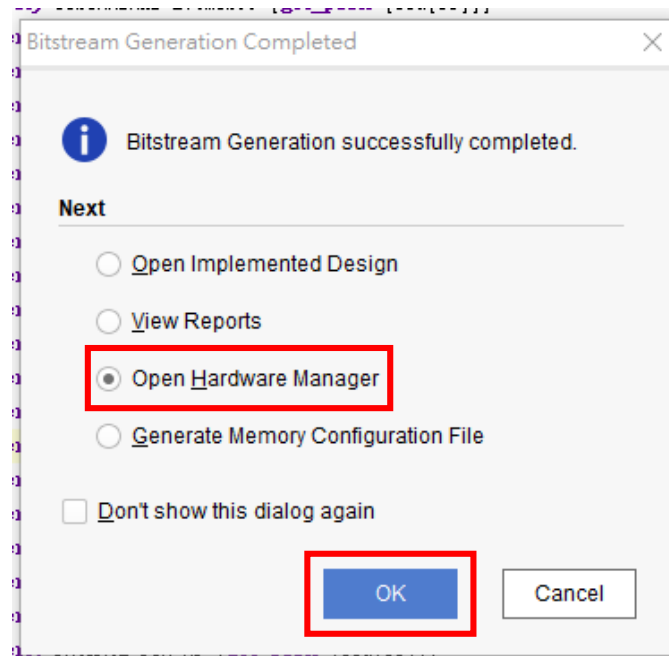 Bitstream Generation Completed
Bitstream Generation successfully completed.
Next
Open Implemented Design
View Reports
Open Hardware Manager
Generate Memory Configuration File
Don't show this dialog again
OK
Cancel